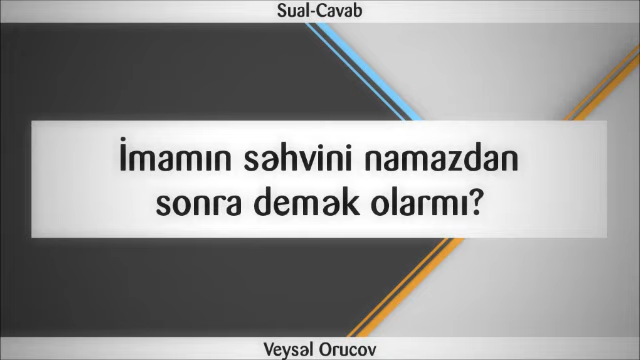 Sual-Cavab
İmamın səhvini namazdan
sonra demək olarmı?
Veysəl Orucov